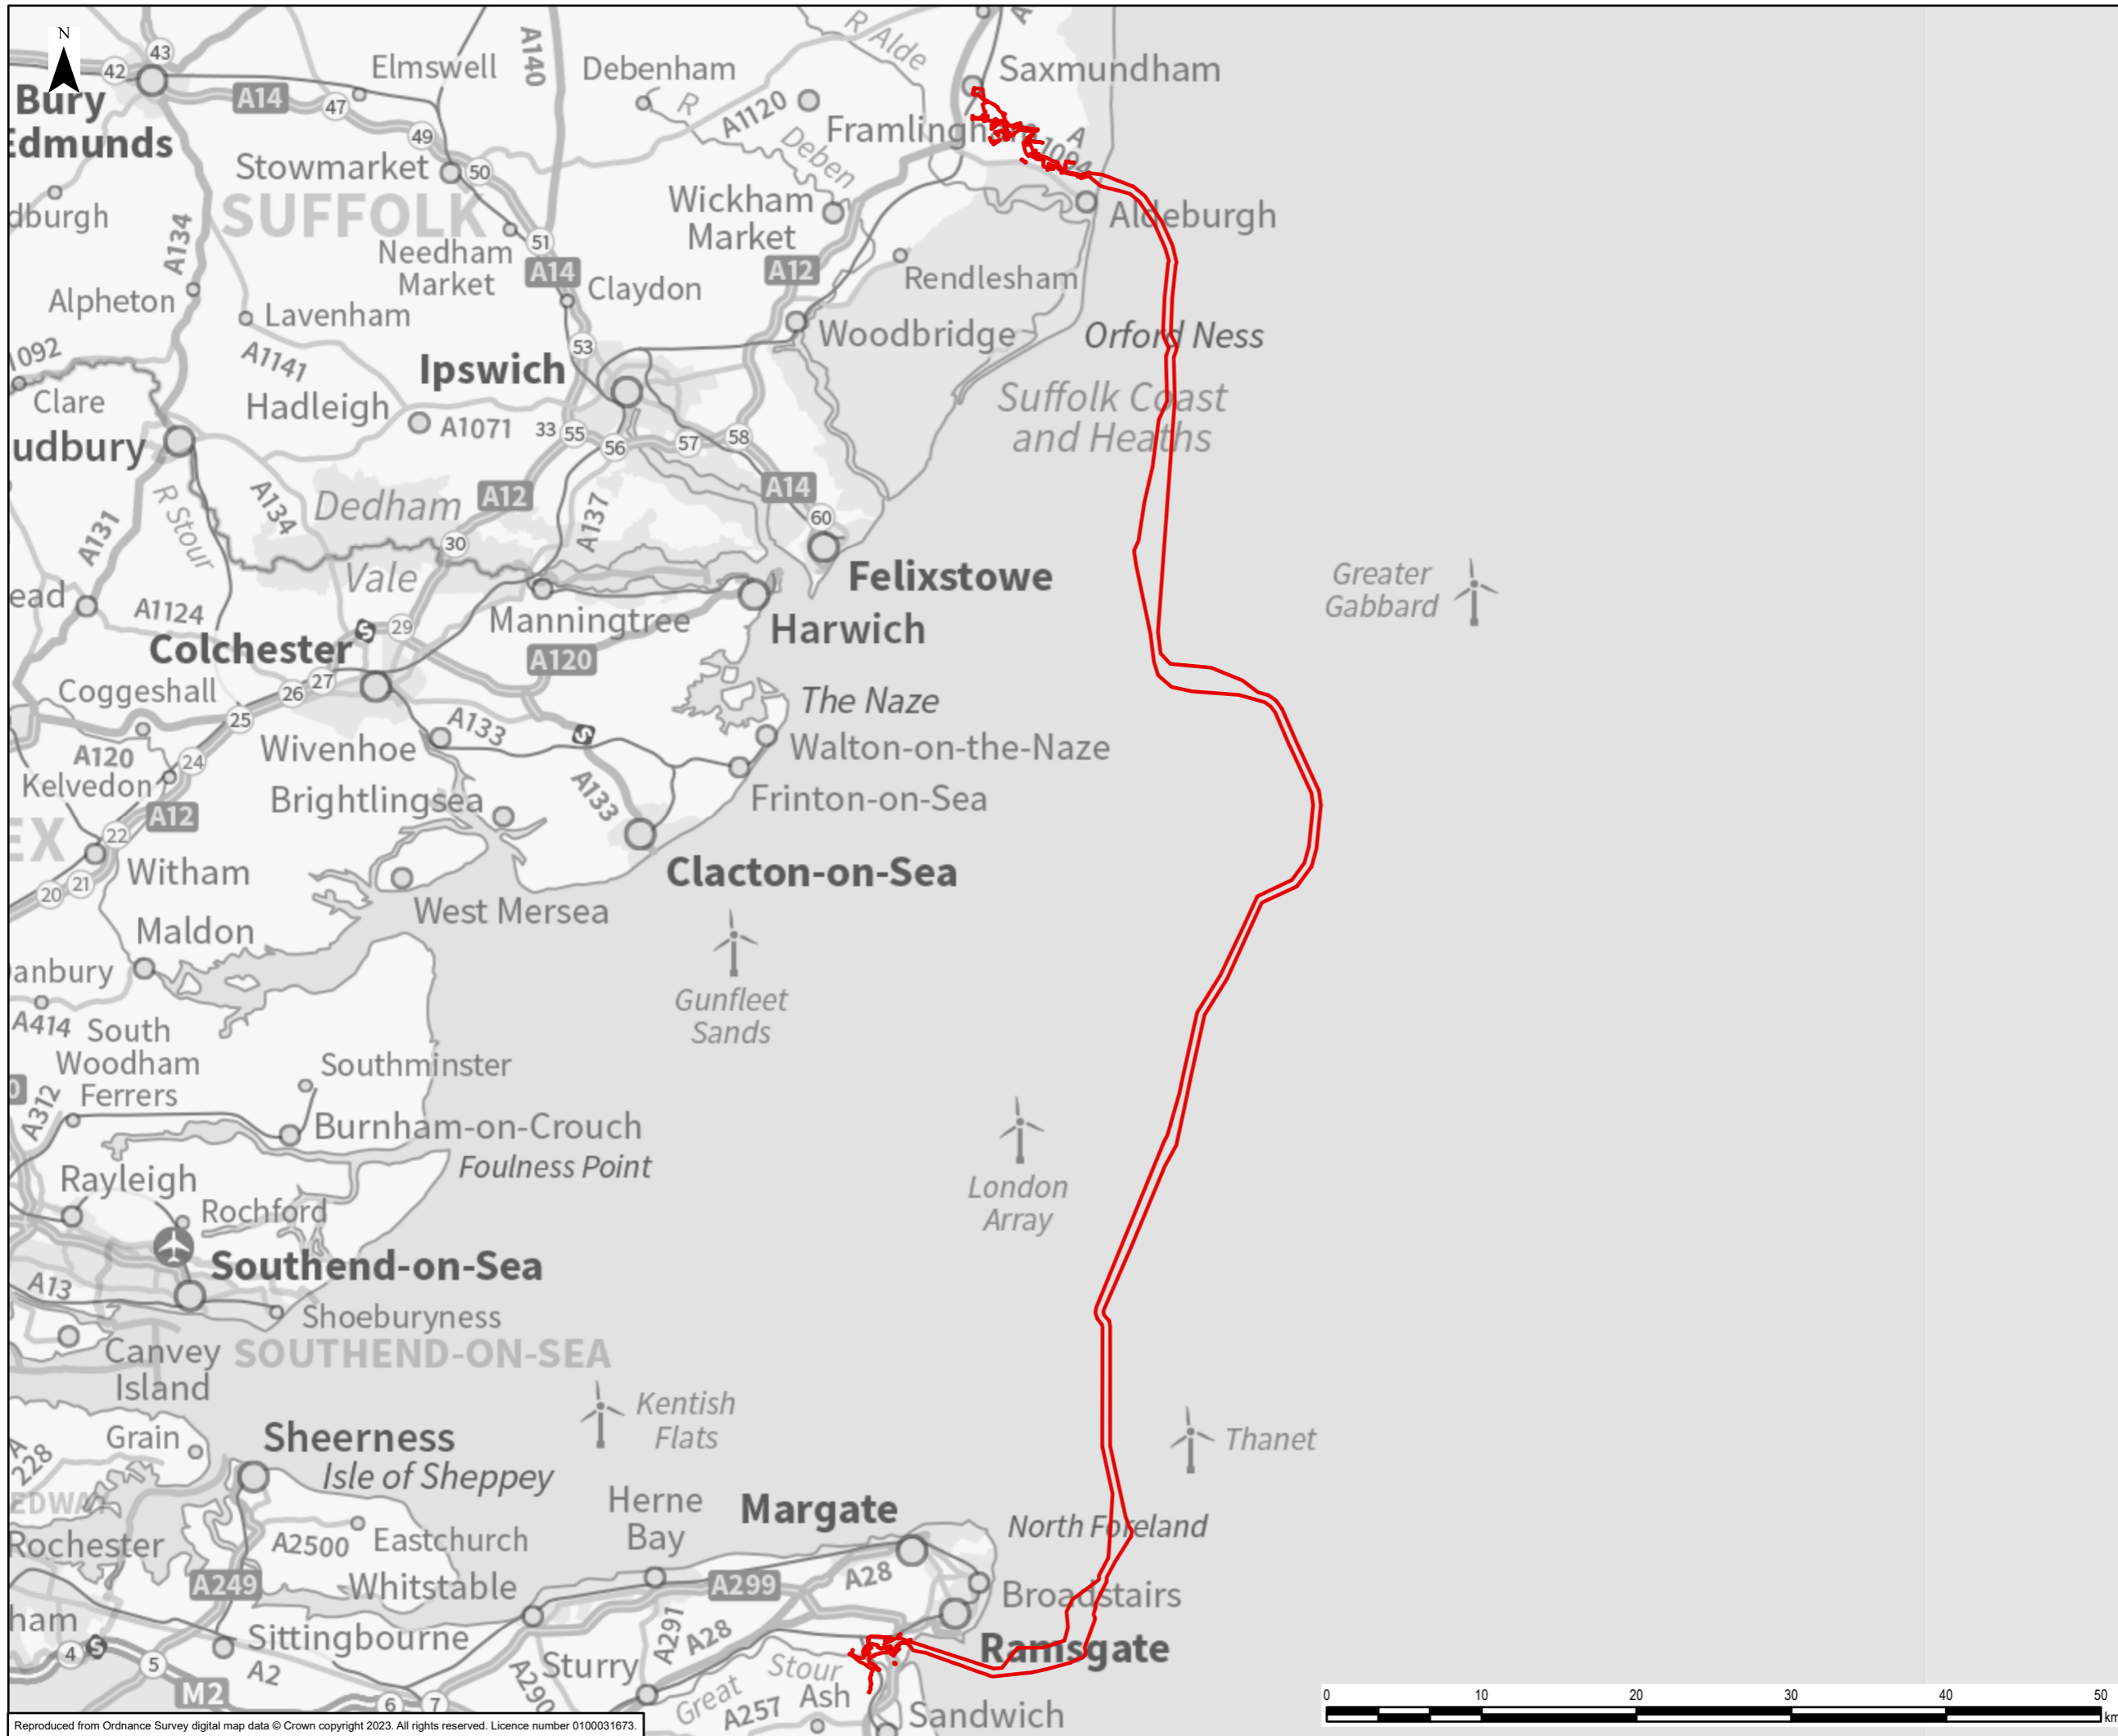 N
43
42
Bury
Edmunds
A14
47
Elmswell
A140
49
Stowmarket
50
SUFFOLK
Debenham
R
Deben
A1120
R Alde
A
Saxmundham
Framlingham
A
1094
Aldeburgh
dburgh
A134
Needham
Market
51
A14
Claydon
Wickham
Market
A12
Rendlesham
Alpheton
Lavenham
53
Woodbridge
Orford Ness
1092
A1141
Ipswich
Suffolk Coast
and Heaths
Clare
Hadleigh
A1071
33
55
56
57
58
udbury
R Stour
A134
Dedham
Vale
A12
A137
A14
60
A131
30
Felixstowe
Greater
Gabbard
ead
A1124
S
29
Manningtree
Harwich
Colchester
A120
Coggeshall
26
27
25
The Naze
A133
S
A120
24
Wivenhoe
Walton-on-the-Naze
Kelvedon
A12
Brightlingsea
A133
Frinton-on-Sea
EX
22
Witham
20
21
Clacton-on-Sea
West Mersea
Maldon
anbury
Gunfleet
Sands
A414
South
Woodham
Ferrers
Southminster
0
A312
Burnham-on-Crouch
Foulness Point
Rayleigh
Rochford
London
Array
Southend-on-Sea
A13
Shoeburyness
Canvey
Island
SOUTHEND-ON-SEA
Kentish
Flats
Grain
Sheerness
Isle of Sheppey
Thanet
A
228
EDWAY
Herne
Bay
Margate
North Foreland
Rochester
A2500
Eastchurch
A249
Whitstable
A299
A28
Broadstairs
ham
4
S
5
Sittingbourne
A2
A291
A28
Ramsgate
M2
6
7
A290
Sturry
Great
Stour
A257
Ash
Sandwich
0 10 20 30 40 50
km
Reproduced from Ordnance Survey digital map data © Crown copyright 2023. All rights reserved. Licence number 0100031673.